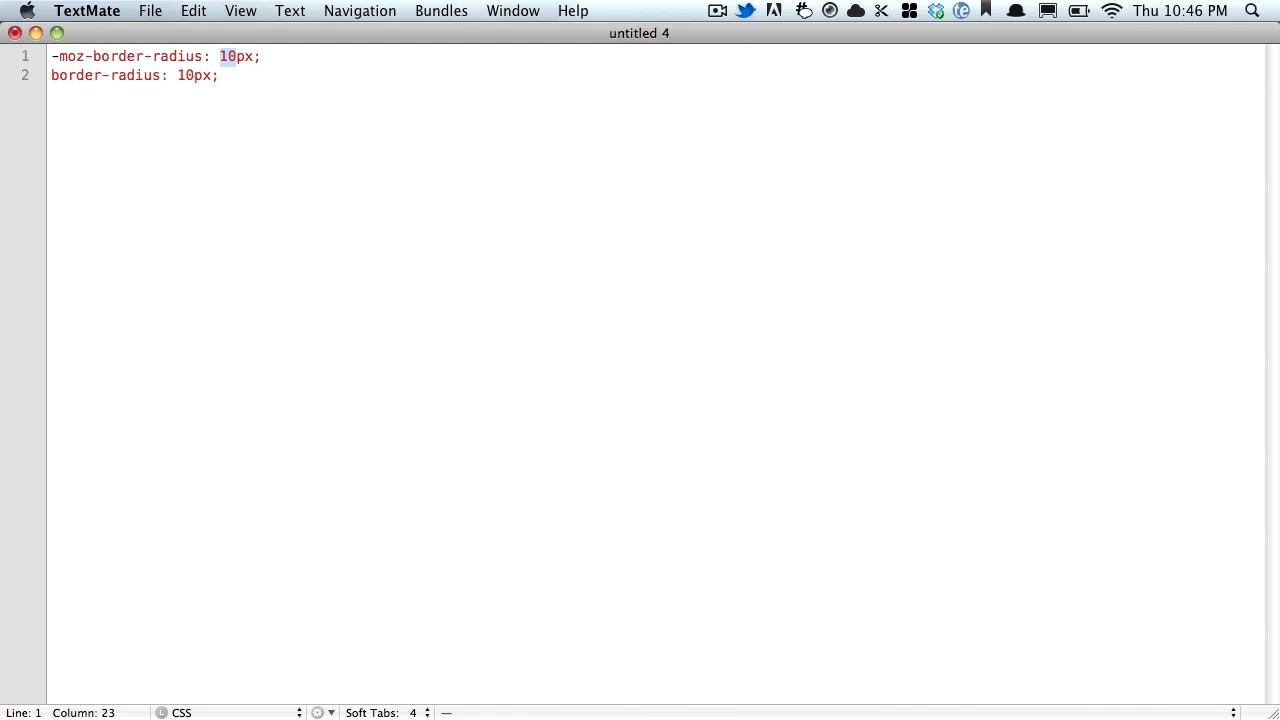 TextMate File Edit View Text Navigation Bundles Window Help Thu 10:46 PM
untitled 4
1 -moz-border-radius: 10px;
2 border-radius: 10px;
Line: 1 Column: 23 L CSS Soft Tabs: 4 —